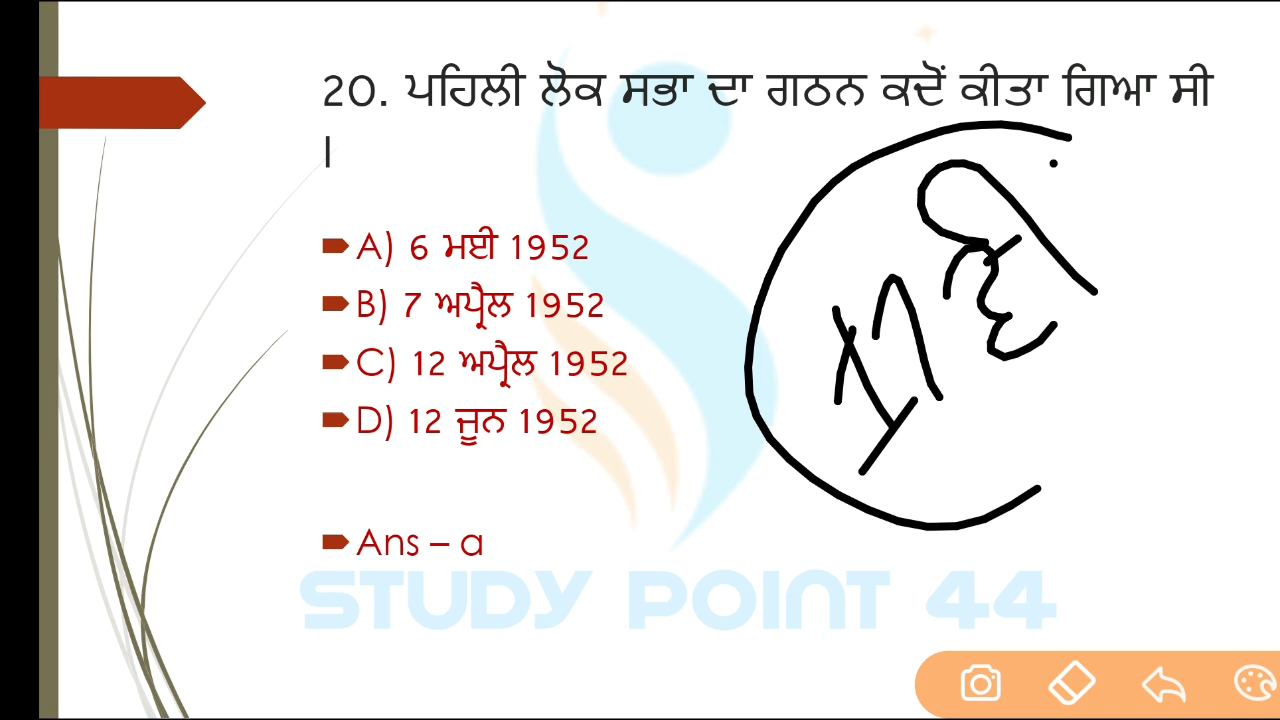 20. ਪਹਿਲੀ ਲੋਕ ਸਭਾ ਦਾ ਗਠਨ ਕਦੋਂ ਕੀਤਾ ਗਿਆ ਸੀ
।
A) 6 ਮਈ 1952
B) 7 ਅਪ੍ਰੈਲ 1952
C) 12 ਅਪ੍ਰੈਲ 1952
D) 12 ਜੂਨ 1952
Ans – a
STUDY POINT 44